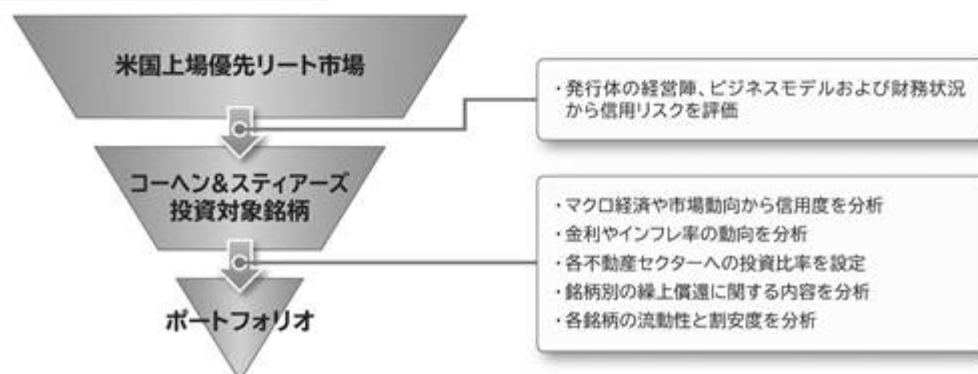 米国上場優先リート市場
・発行体の経営陣、ビジネスモデルおよび財務状況
から信用リスクを評価
コーヘン&スティアーズ
投資対象銘柄
・マクロ経済や市場動向から信用度を分析
・金利やインフレ率の動向を分析
・各不動産セクターへの投資比率を設定
・銘柄別の繰上償還に関する内容を分析
・各銘柄の流動性と割安度を分析
ポートフォリオ